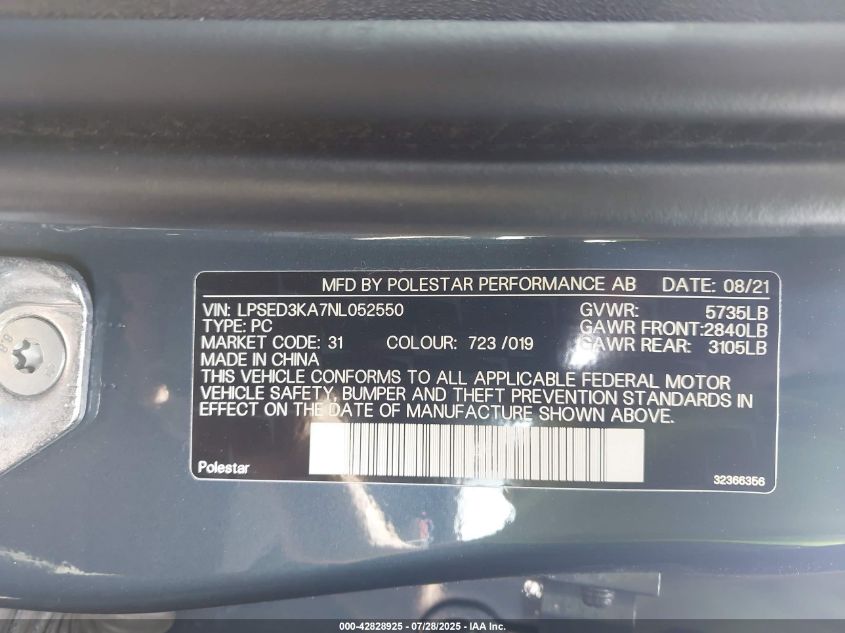 MFD BY POLESTAR PERFORMANCE AB DATE: 08/21
VIN: LPSED3KA7NL052550 GVWR: 5735LB
TYPE: PC GAWR FRONT: 2840LB
MARKET CODE: 31 COLOUR: 723 /019 GAWR REAR: 3105LB
MADE IN CHINA
THIS VEHICLE CONFORMS TO ALL APPLICABLE FEDERAL MOTOR
VEHICLE SAFETY, BUMPER AND THEFT PREVENTION STANDARDS IN
EFFECT ON THE DATE OF MANUFACTURE SHOWN ABOVE.
Polestar 32366356
000-42828925 - 07/28/2025 - IAA Inc.